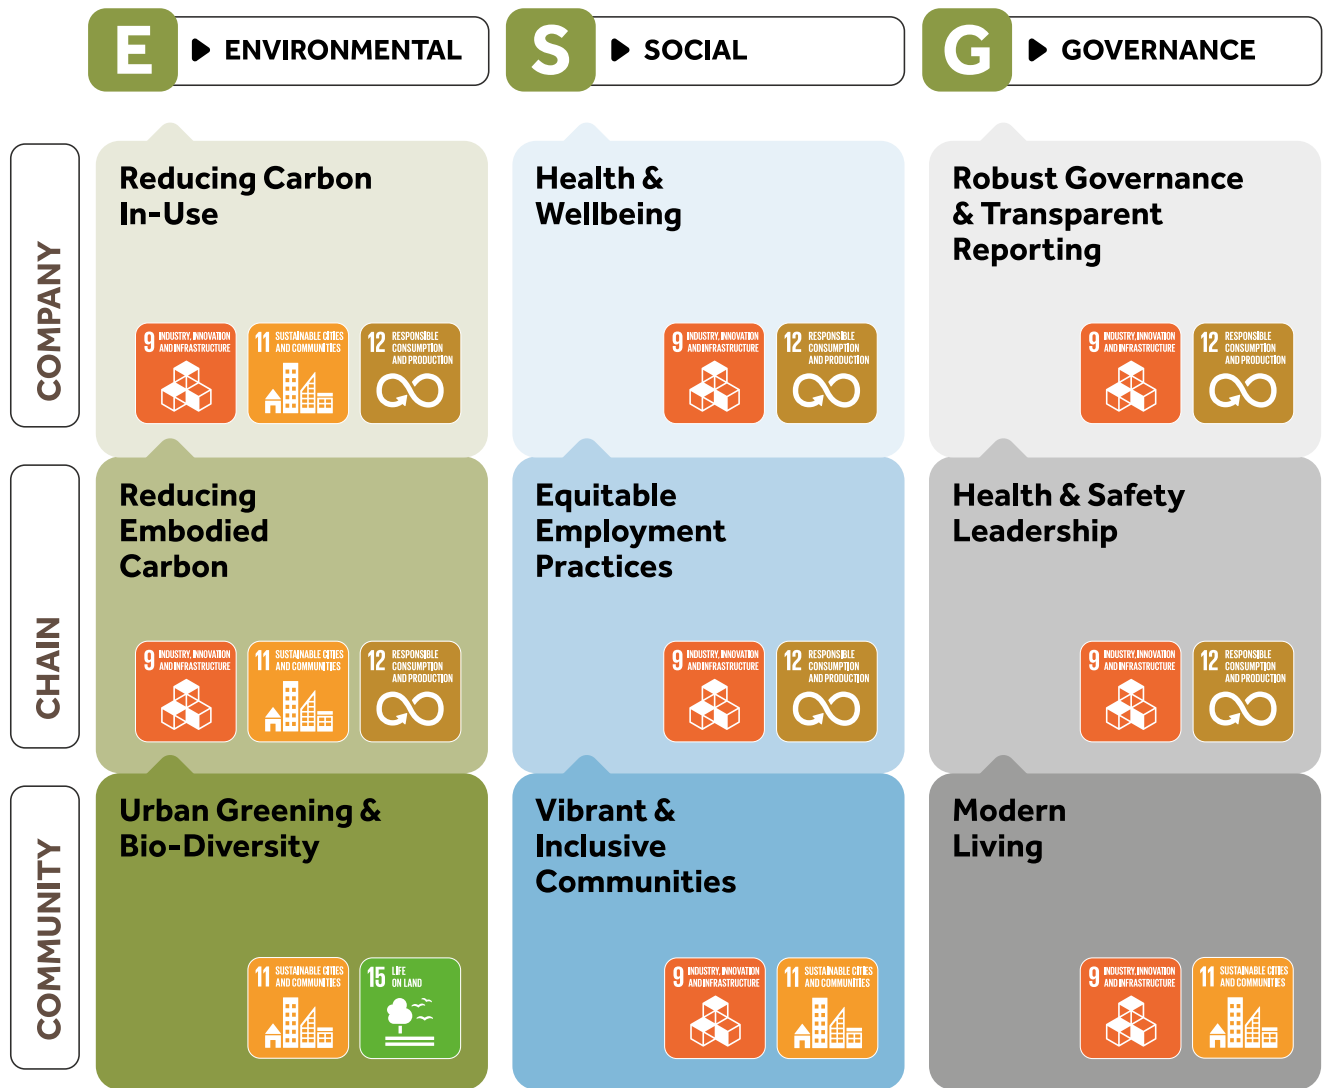 E
ENVIRONMENTAL
S
SOCIAL
G
GOVERNANCE
COMPANY
Reducing Carbon
In-Use
9 INDUSTRY, INNOVATION
AND INFRASTRUCTURE
11 SUSTAINABLE CITIES
AND COMMUNITIES
12 RESPONSIBLE
CONSUMPTION
AND PRODUCTION
Health &
Wellbeing
9 INDUSTRY, INNOVATION
AND INFRASTRUCTURE
12 RESPONSIBLE
CONSUMPTION
AND PRODUCTION
Robust Governance
& Transparent
Reporting
9 INDUSTRY, INNOVATION
AND INFRASTRUCTURE
12 RESPONSIBLE
CONSUMPTION
AND PRODUCTION
CHAIN
Reducing
Embodied
Carbon
9 INDUSTRY, INNOVATION
AND INFRASTRUCTURE
11 SUSTAINABLE CITIES
AND COMMUNITIES
12 RESPONSIBLE
CONSUMPTION
AND PRODUCTION
Equitable
Employment
Practices
9 INDUSTRY, INNOVATION
AND INFRASTRUCTURE
12 RESPONSIBLE
CONSUMPTION
AND PRODUCTION
Health & Safety
Leadership
9 INDUSTRY, INNOVATION
AND INFRASTRUCTURE
12 RESPONSIBLE
CONSUMPTION
AND PRODUCTION
COMMUNITY
Urban Greening &
Bio-Diversity
11 SUSTAINABLE CITIES
AND COMMUNITIES
15 LIFE
ON LAND
Vibrant &
Inclusive
Communities
9 INDUSTRY, INNOVATION
AND INFRASTRUCTURE
11 SUSTAINABLE CITIES
AND COMMUNITIES
Modern
Living
9 INDUSTRY, INNOVATION
AND INFRASTRUCTURE
11 SUSTAINABLE CITIES
AND COMMUNITIES